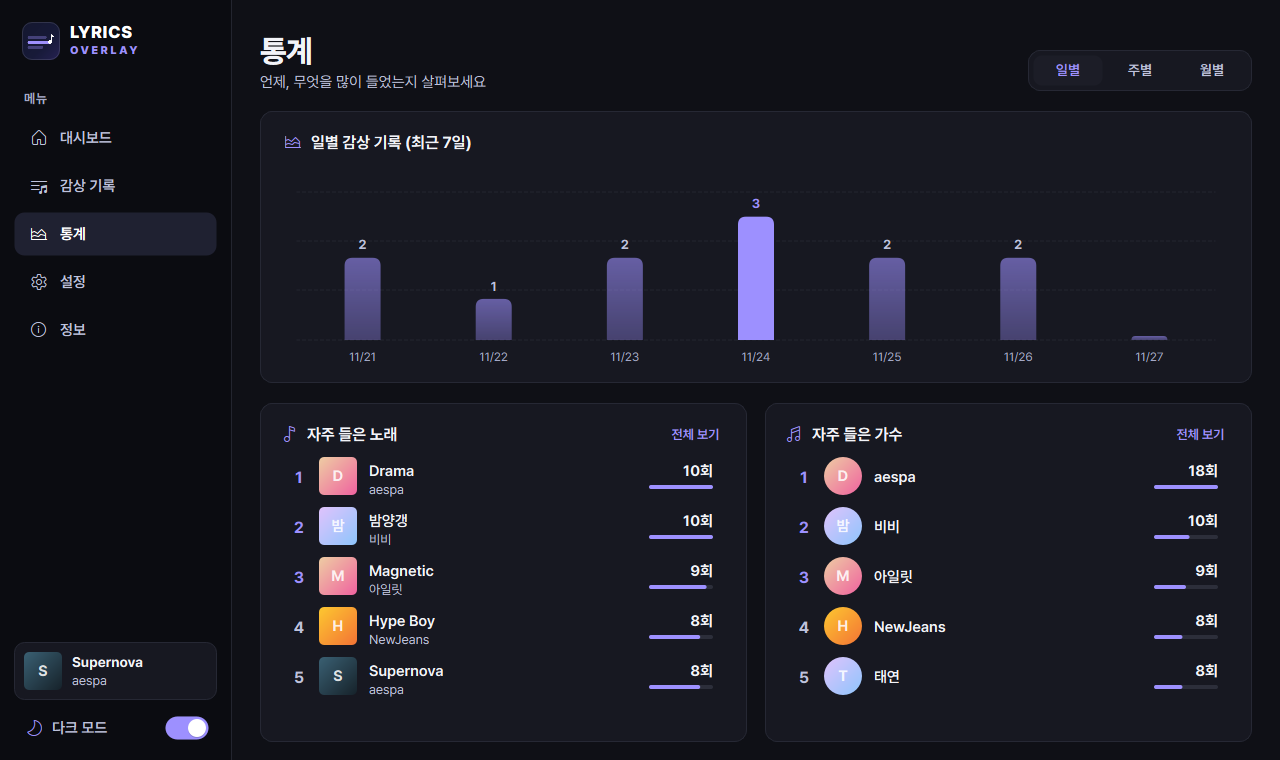 LYRICS
OVERLAY
메뉴
대시보드
감상 기록
통계
설정
정보
S
Supernova
aespa
다크 모드
통계
언제, 무엇을 많이 들었는지 살펴보세요
일별 주별 월별
일별 감상 기록 (최근 7일)
2 1 2 3 2 2
11/21 11/22 11/23 11/24 11/25 11/26 11/27
자주 들은 노래 전체 보기
1 D Drama 10회
aespa
2 밤 밤양갱 10회
비비
3 M Magnetic 9회
아일릿
4 H Hype Boy 8회
NewJeans
5 S Supernova 8회
aespa
자주 들은 가수 전체 보기
1 D aespa 18회
2 밤 비비 10회
3 M 아일릿 9회
4 H NewJeans 8회
5 T 태연 8회